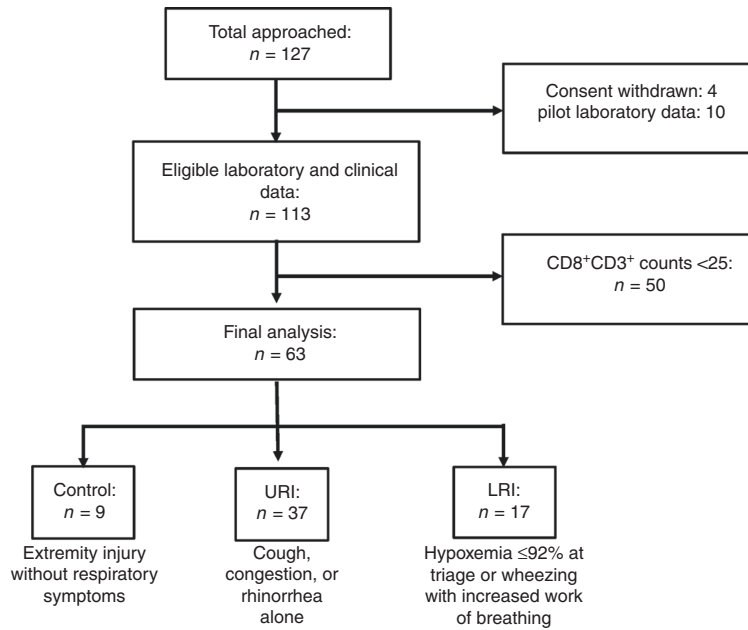 Total approached:
n = 127
Consent withdrawn: 4
pilot laboratory data: 10
Eligible laboratory and clinical
data:
n = 113
CD8⁺CD3⁺ counts <25:
n = 50
Final analysis:
n = 63
Control:
n = 9
Extremity injury
without respiratory
symptoms
URI:
n = 37
Cough,
congestion, or
rhinorrhea
alone
LRI:
n = 17
Hypoxemia ≤92% at
triage or wheezing
with increased work
of breathing